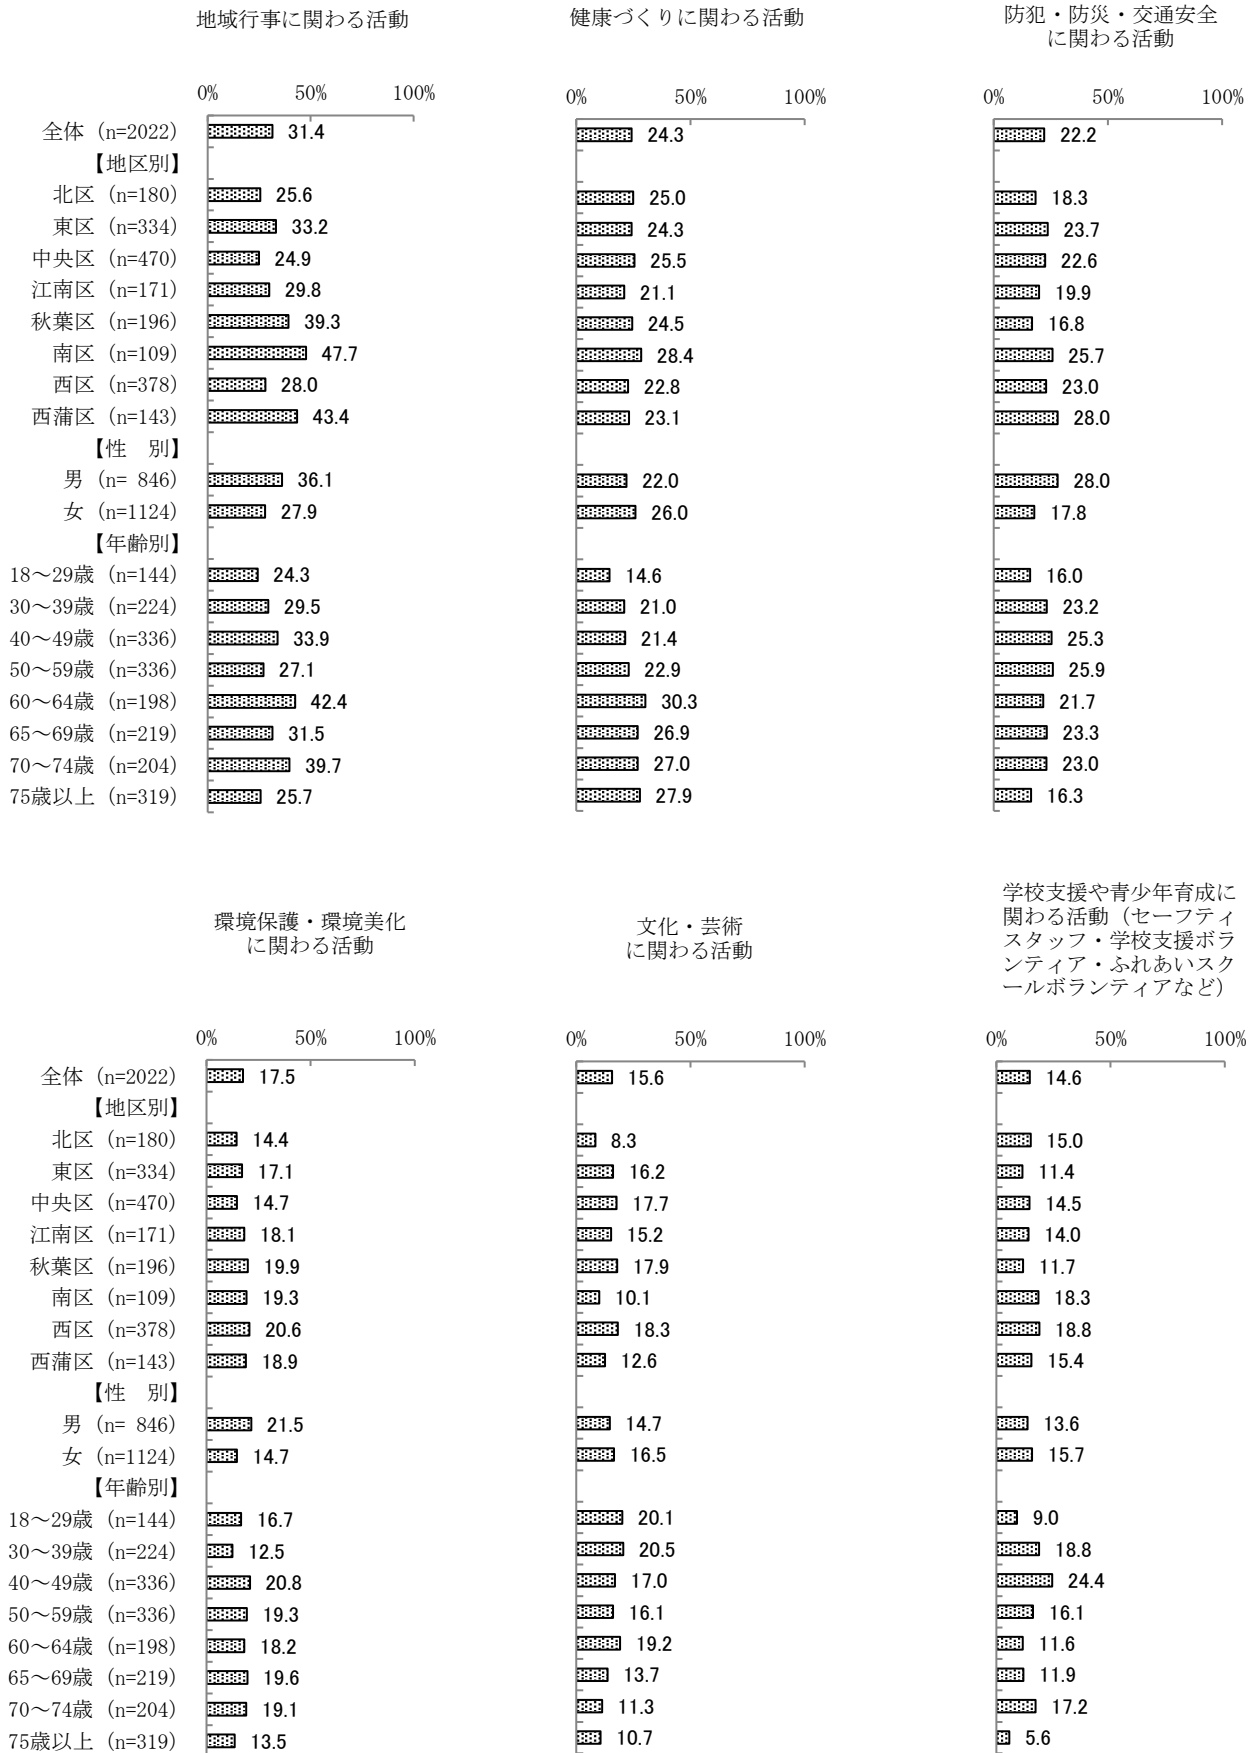 地域行事に関わる活動
健康づくりに関わる活動
防犯・防災・交通安全
に関わる活動
0% 50% 100%
0% 50% 100%
0% 50% 100%
全体 (n=2022) 31.4 24.3 22.2
【地区別】
北区 (n=180) 25.6 25.0 18.3
東区 (n=334) 33.2 24.3 23.7
中央区 (n=470) 24.9 25.5 22.6
江南区 (n=171) 29.8 21.1 19.9
秋葉区 (n=196) 39.3 24.5 16.8
南区 (n=109) 47.7 28.4 25.7
西区 (n=378) 28.0 22.8 23.0
西蒲区 (n=143) 43.4 23.1 28.0
【性 別】
男 (n= 846) 36.1 22.0 28.0
女 (n=1124) 27.9 26.0 17.8
【年齢別】
18～29歳 (n=144) 24.3 14.6 16.0
30～39歳 (n=224) 29.5 21.0 23.2
40～49歳 (n=336) 33.9 21.4 25.3
50～59歳 (n=336) 27.1 22.9 25.9
60～64歳 (n=198) 42.4 30.3 21.7
65～69歳 (n=219) 31.5 26.9 23.3
70～74歳 (n=204) 39.7 27.0 23.0
75歳以上 (n=319) 25.7 27.9 16.3
環境保護・環境美化
に関わる活動
文化・芸術
に関わる活動
学校支援や青少年育成に
関わる活動（セーフティ
スタッフ・学校支援ボラ
ンティア・ふれあいスク
ールボランティアなど）
0% 50% 100%
0% 50% 100%
0% 50% 100%
全体 (n=2022) 17.5 15.6 14.6
【地区別】
北区 (n=180) 14.4 8.3 15.0
東区 (n=334) 17.1 16.2 11.4
中央区 (n=470) 14.7 17.7 14.5
江南区 (n=171) 18.1 15.2 14.0
秋葉区 (n=196) 19.9 17.9 11.7
南区 (n=109) 19.3 10.1 18.3
西区 (n=378) 20.6 18.3 18.8
西蒲区 (n=143) 18.9 12.6 15.4
【性 別】
男 (n= 846) 21.5 14.7 13.6
女 (n=1124) 14.7 16.5 15.7
【年齢別】
18～29歳 (n=144) 16.7 20.1 9.0
30～39歳 (n=224) 12.5 20.5 18.8
40～49歳 (n=336) 20.8 17.0 24.4
50～59歳 (n=336) 19.3 16.1 16.1
60～64歳 (n=198) 18.2 19.2 11.6
65～69歳 (n=219) 19.6 13.7 11.9
70～74歳 (n=204) 19.1 11.3 17.2
75歳以上 (n=319) 13.5 10.7 5.6